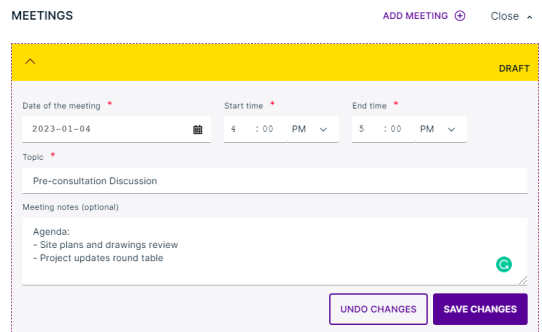 MEETINGS
ADD MEETING
Close
DRAFT
Date of the meeting *
Start time *
End time *
2023-01-04
4 : 00 PM
5 : 00 PM
Topic *
Pre-consultation Discussion
Meeting notes (optional)
Agenda:
- Site plans and drawings review
- Project updates round table
UNDO CHANGES
SAVE CHANGES